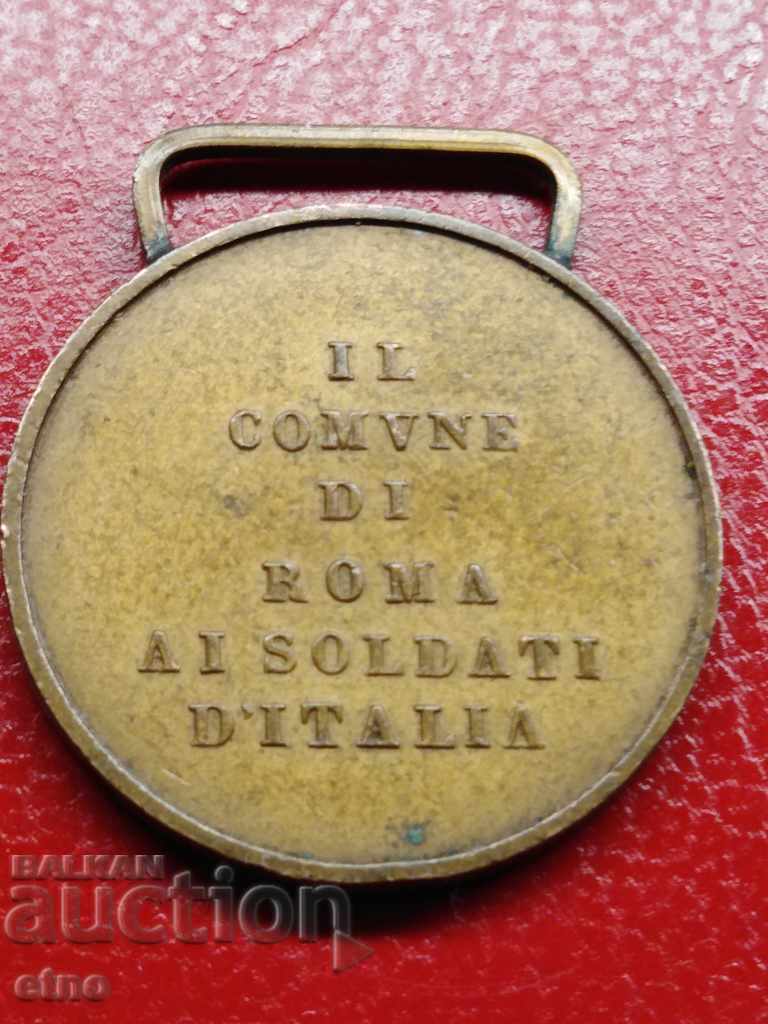 IL
COMVNE
DI
ROMA
AI SOLDATI
D'ITALIA
BALKAN
auction
etno